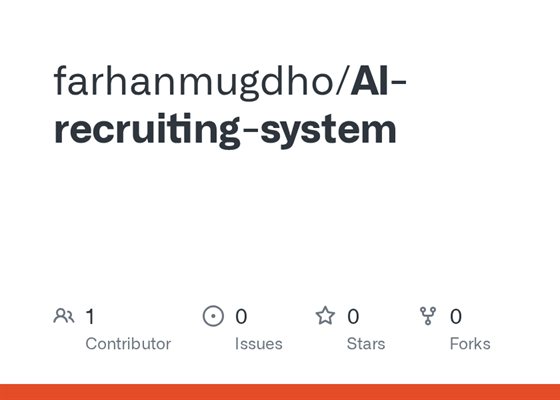 farhanmugdho/AI-
recruiting-system
1
Contributor
0
Issues
0
Stars
0
Forks